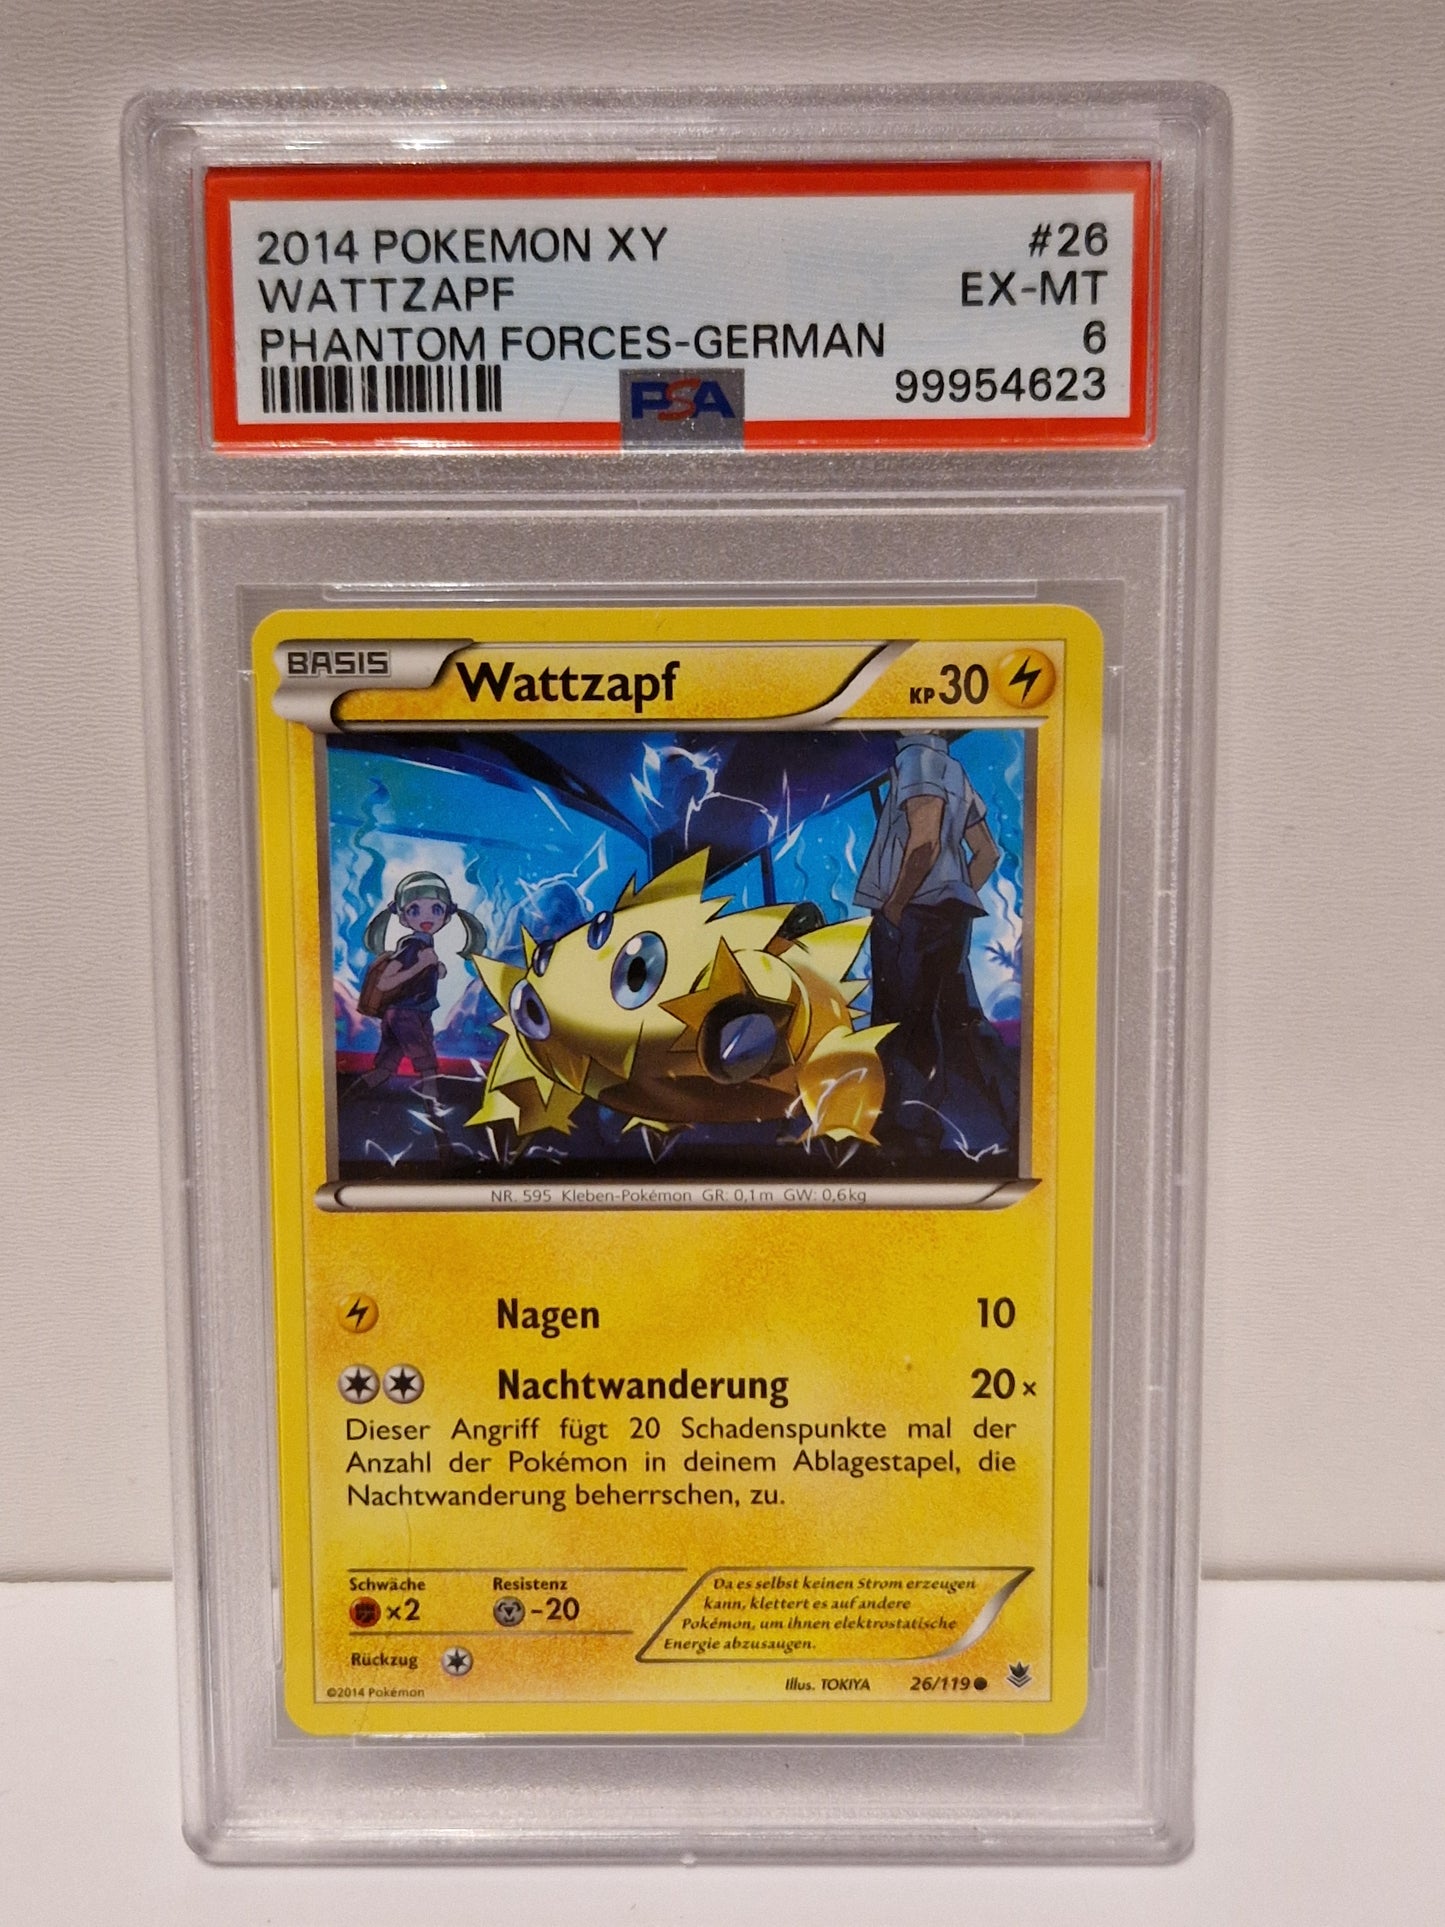 2014 POKEMON XY #26
WATTZAPF EX-MT
PHANTOM FORCES-GERMAN 6
PSA 99954623
BASIS Wattzapf KP30
NR. 595 Kleben-Pokémon GR: 0,1m GW: 0,6kg
Nagen 10
Nachtwanderung 20×
Dieser Angriff fügt 20 Schadenspunkte mal der
Anzahl der Pokémon in deinem Ablagestapel, die
Nachtwanderung beherrschen, zu.
Schwäche Resistenz
×2 -20
Rückzug
Da es selbst keinen Strom erzeugen
kann, klettert es auf andere
Pokémon, um ihnen elektrostatische
Energie abzusaugen.
©2014 Pokémon Illus. TOKIYA 26/119